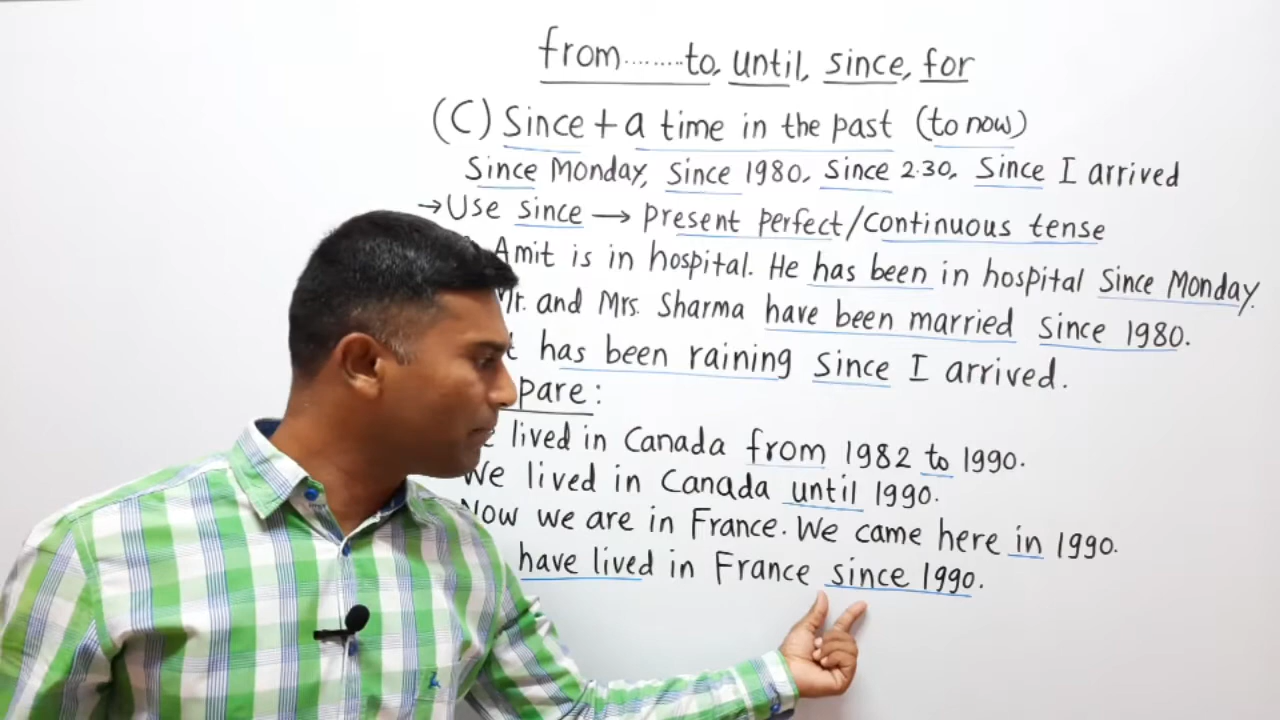 from........to, until, since, for
(C) Since + a time in the past (to now)
Since Monday, since 1980, since 2.30, since I arrived
→ Use since → present perfect/continuous tense
Amit is in hospital. He has been in hospital since Monday.
Mr. and Mrs. Sharma have been married since 1980.
has been raining since I arrived.
pare:
lived in Canada from 1982 to 1990.
We lived in Canada until 1990.
Now we are in France. We came here in 1990.
have lived in France since 1990.